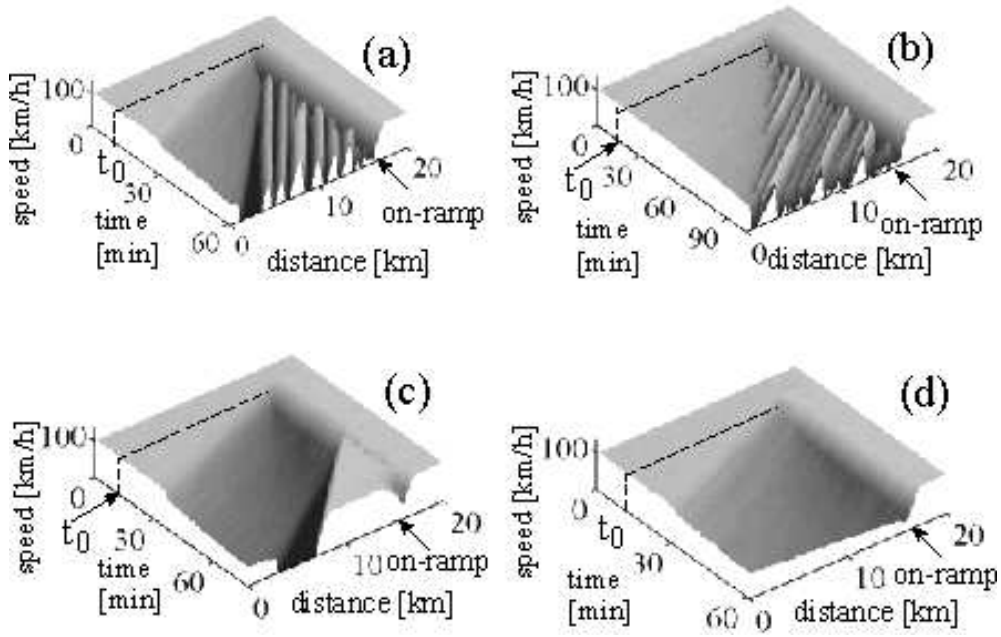 (a)
speed [km/h]
100
0
t0
30
time
[min]
60
0
10
20
on-ramp
distance [km]
(b)
speed [km/h]
100
0
t0
30
time
[min]
60
90
0
10
20
on-ramp
distance [km]
(c)
speed [km/h]
100
0
t0
30
time
[min]
60
0
10
20
on-ramp
distance [km]
(d)
speed [km/h]
100
0
t0
30
time
[min]
60
0
10
20
on-ramp
distance [km]